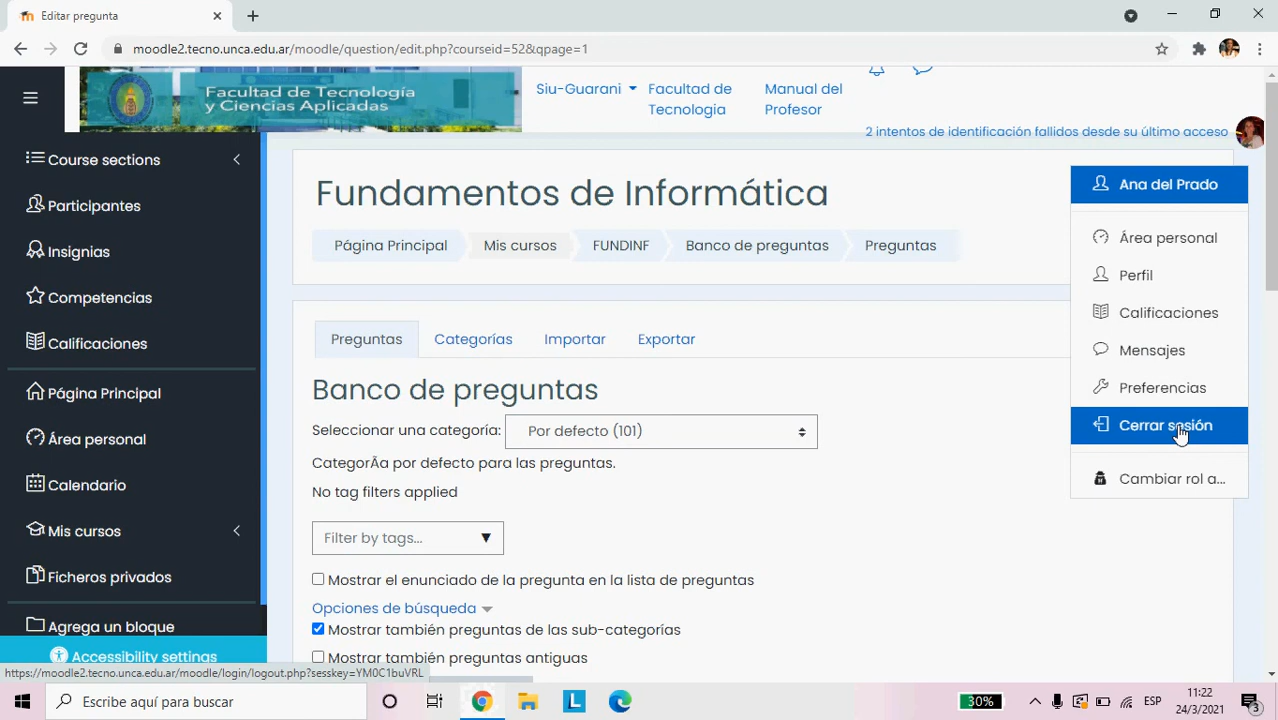 Editar pregunta
moodle2.tecno.unca.edu.ar/moodle/question/edit.php?courseid=52&qpage=1
Facultad de Tecnología
y Ciencias Aplicadas
Siu-Guarani
Facultad de
Tecnologia
Manual del
Profesor
2 intentos de identificación fallidos desde su último acceso
Course sections
Participantes
Insignias
Competencias
Calificaciones
Página Principal
Área personal
Calendario
Mis cursos
Ficheros privados
Agrega un bloque
Accessibility settings
Fundamentos de Informática
Página Principal
Mis cursos
FUNDINF
Banco de preguntas
Preguntas
Preguntas
Categorías
Importar
Exportar
Banco de preguntas
Seleccionar una categoría:
Por defecto (101)
CategorÃa por defecto para las preguntas.
No tag filters applied
Filter by tags...
Mostrar el enunciado de la pregunta en la lista de preguntas
Opciones de búsqueda
Mostrar también preguntas de las sub-categorías
Mostrar también preguntas antiguas
Ana del Prado
Área personal
Perfil
Calificaciones
Mensajes
Preferencias
Cerrar sesión
Cambiar rol a...
https://moodle2.tecno.unca.edu.ar/moodle/login/logout.php?sesskey=YM0C1buVRL
Escribe aquí para buscar
L
30%
ESP
11:22
24/3/2021
3